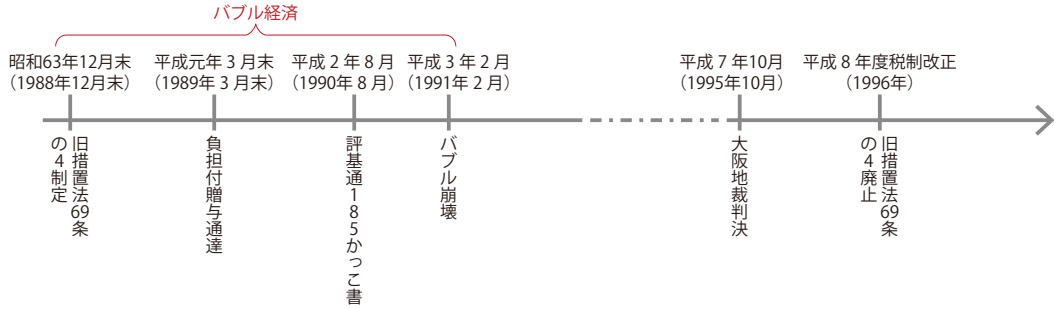 バブル経済
昭和63年12月末
（1988年12月末）
平成元年３月末
（1989年３月末）
平成２年８月
（1990年８月）
平成３年２月
（1991年２月）
平成７年10月
（1995年10月）
平成８年度税制改正
（1996年）
旧措置法69条
の４制定
負担付贈与通達
評基通１８５かっこ書
バブル崩壊
大阪地裁判決
旧措置法69条
の４廃止